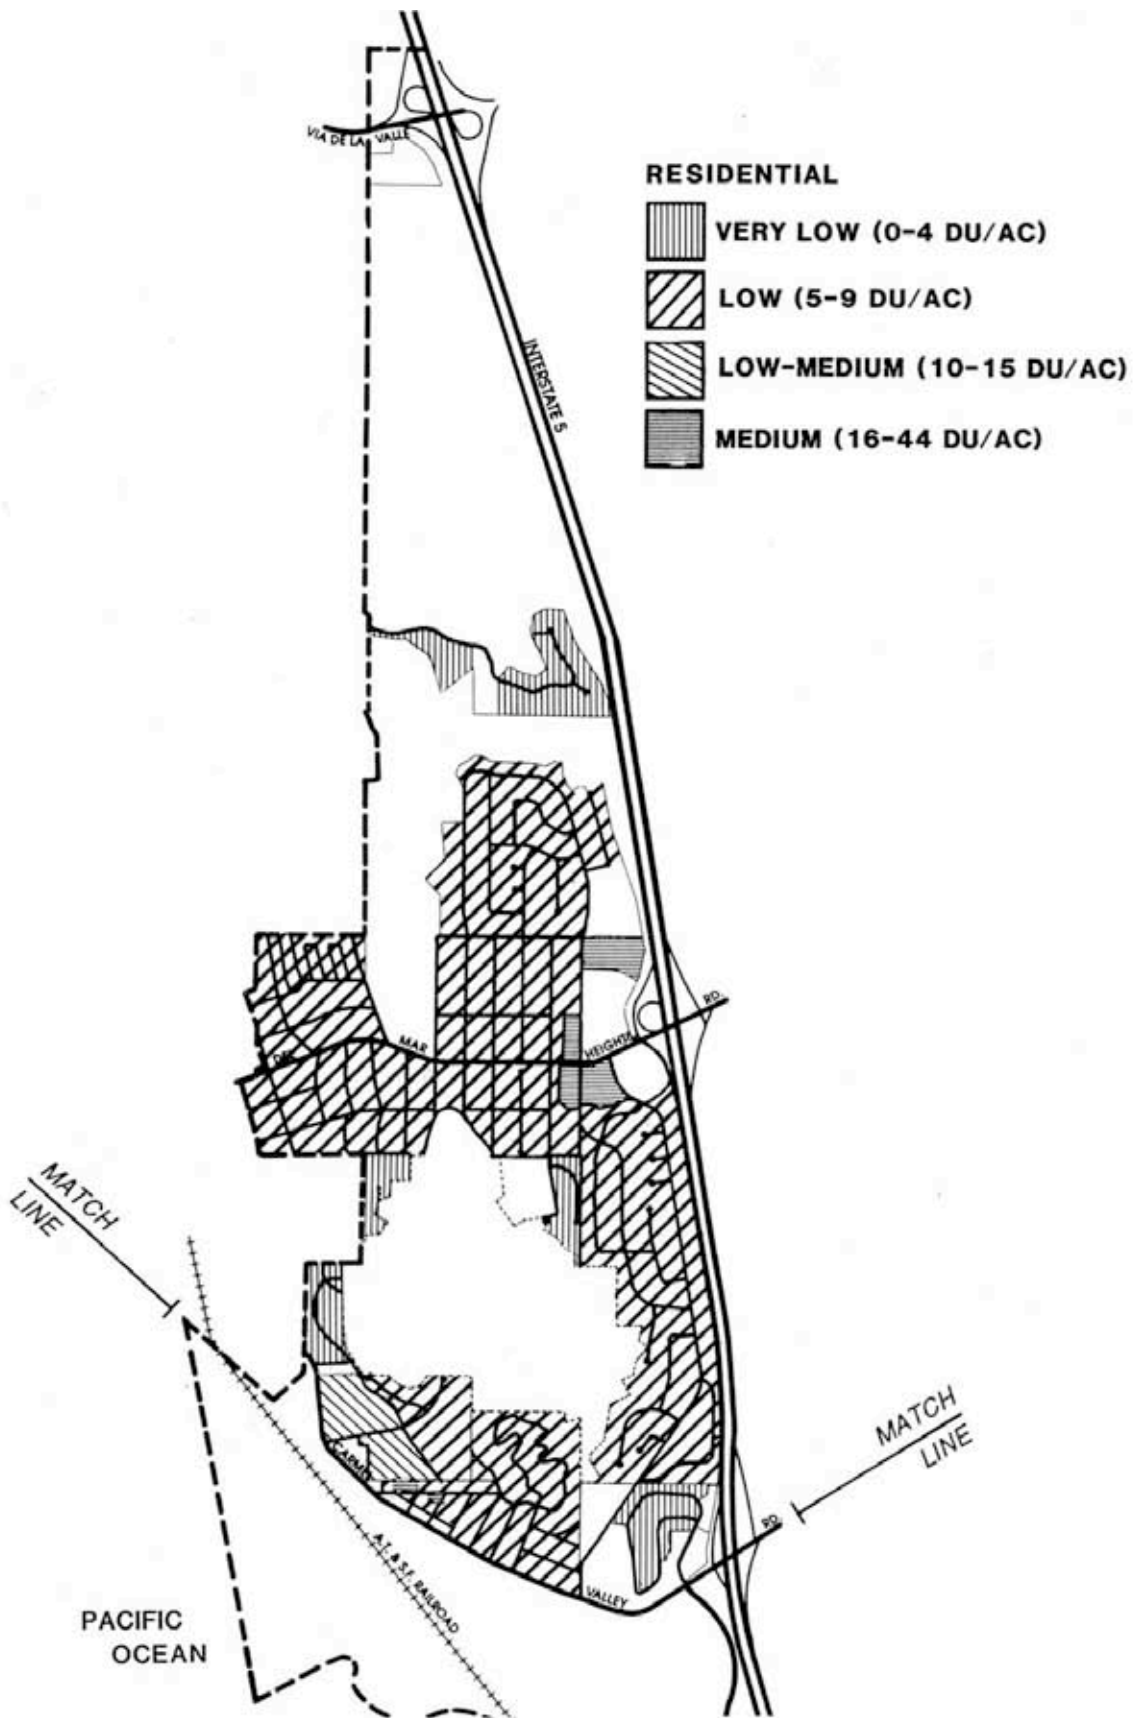 VIA DE LA VALLE
RESIDENTIAL
VERY LOW (0-4 DU/AC)
LOW (5-9 DU/AC)
LOW-MEDIUM (10-15 DU/AC)
MEDIUM (16-44 DU/AC)
INTERSTATE 5
DEL MAR HEIGHTS RD.
MATCH
LINE
MATCH
LINE
CARMEL VALLEY RD.
A.T. & S.F. RAILROAD
PACIFIC
OCEAN